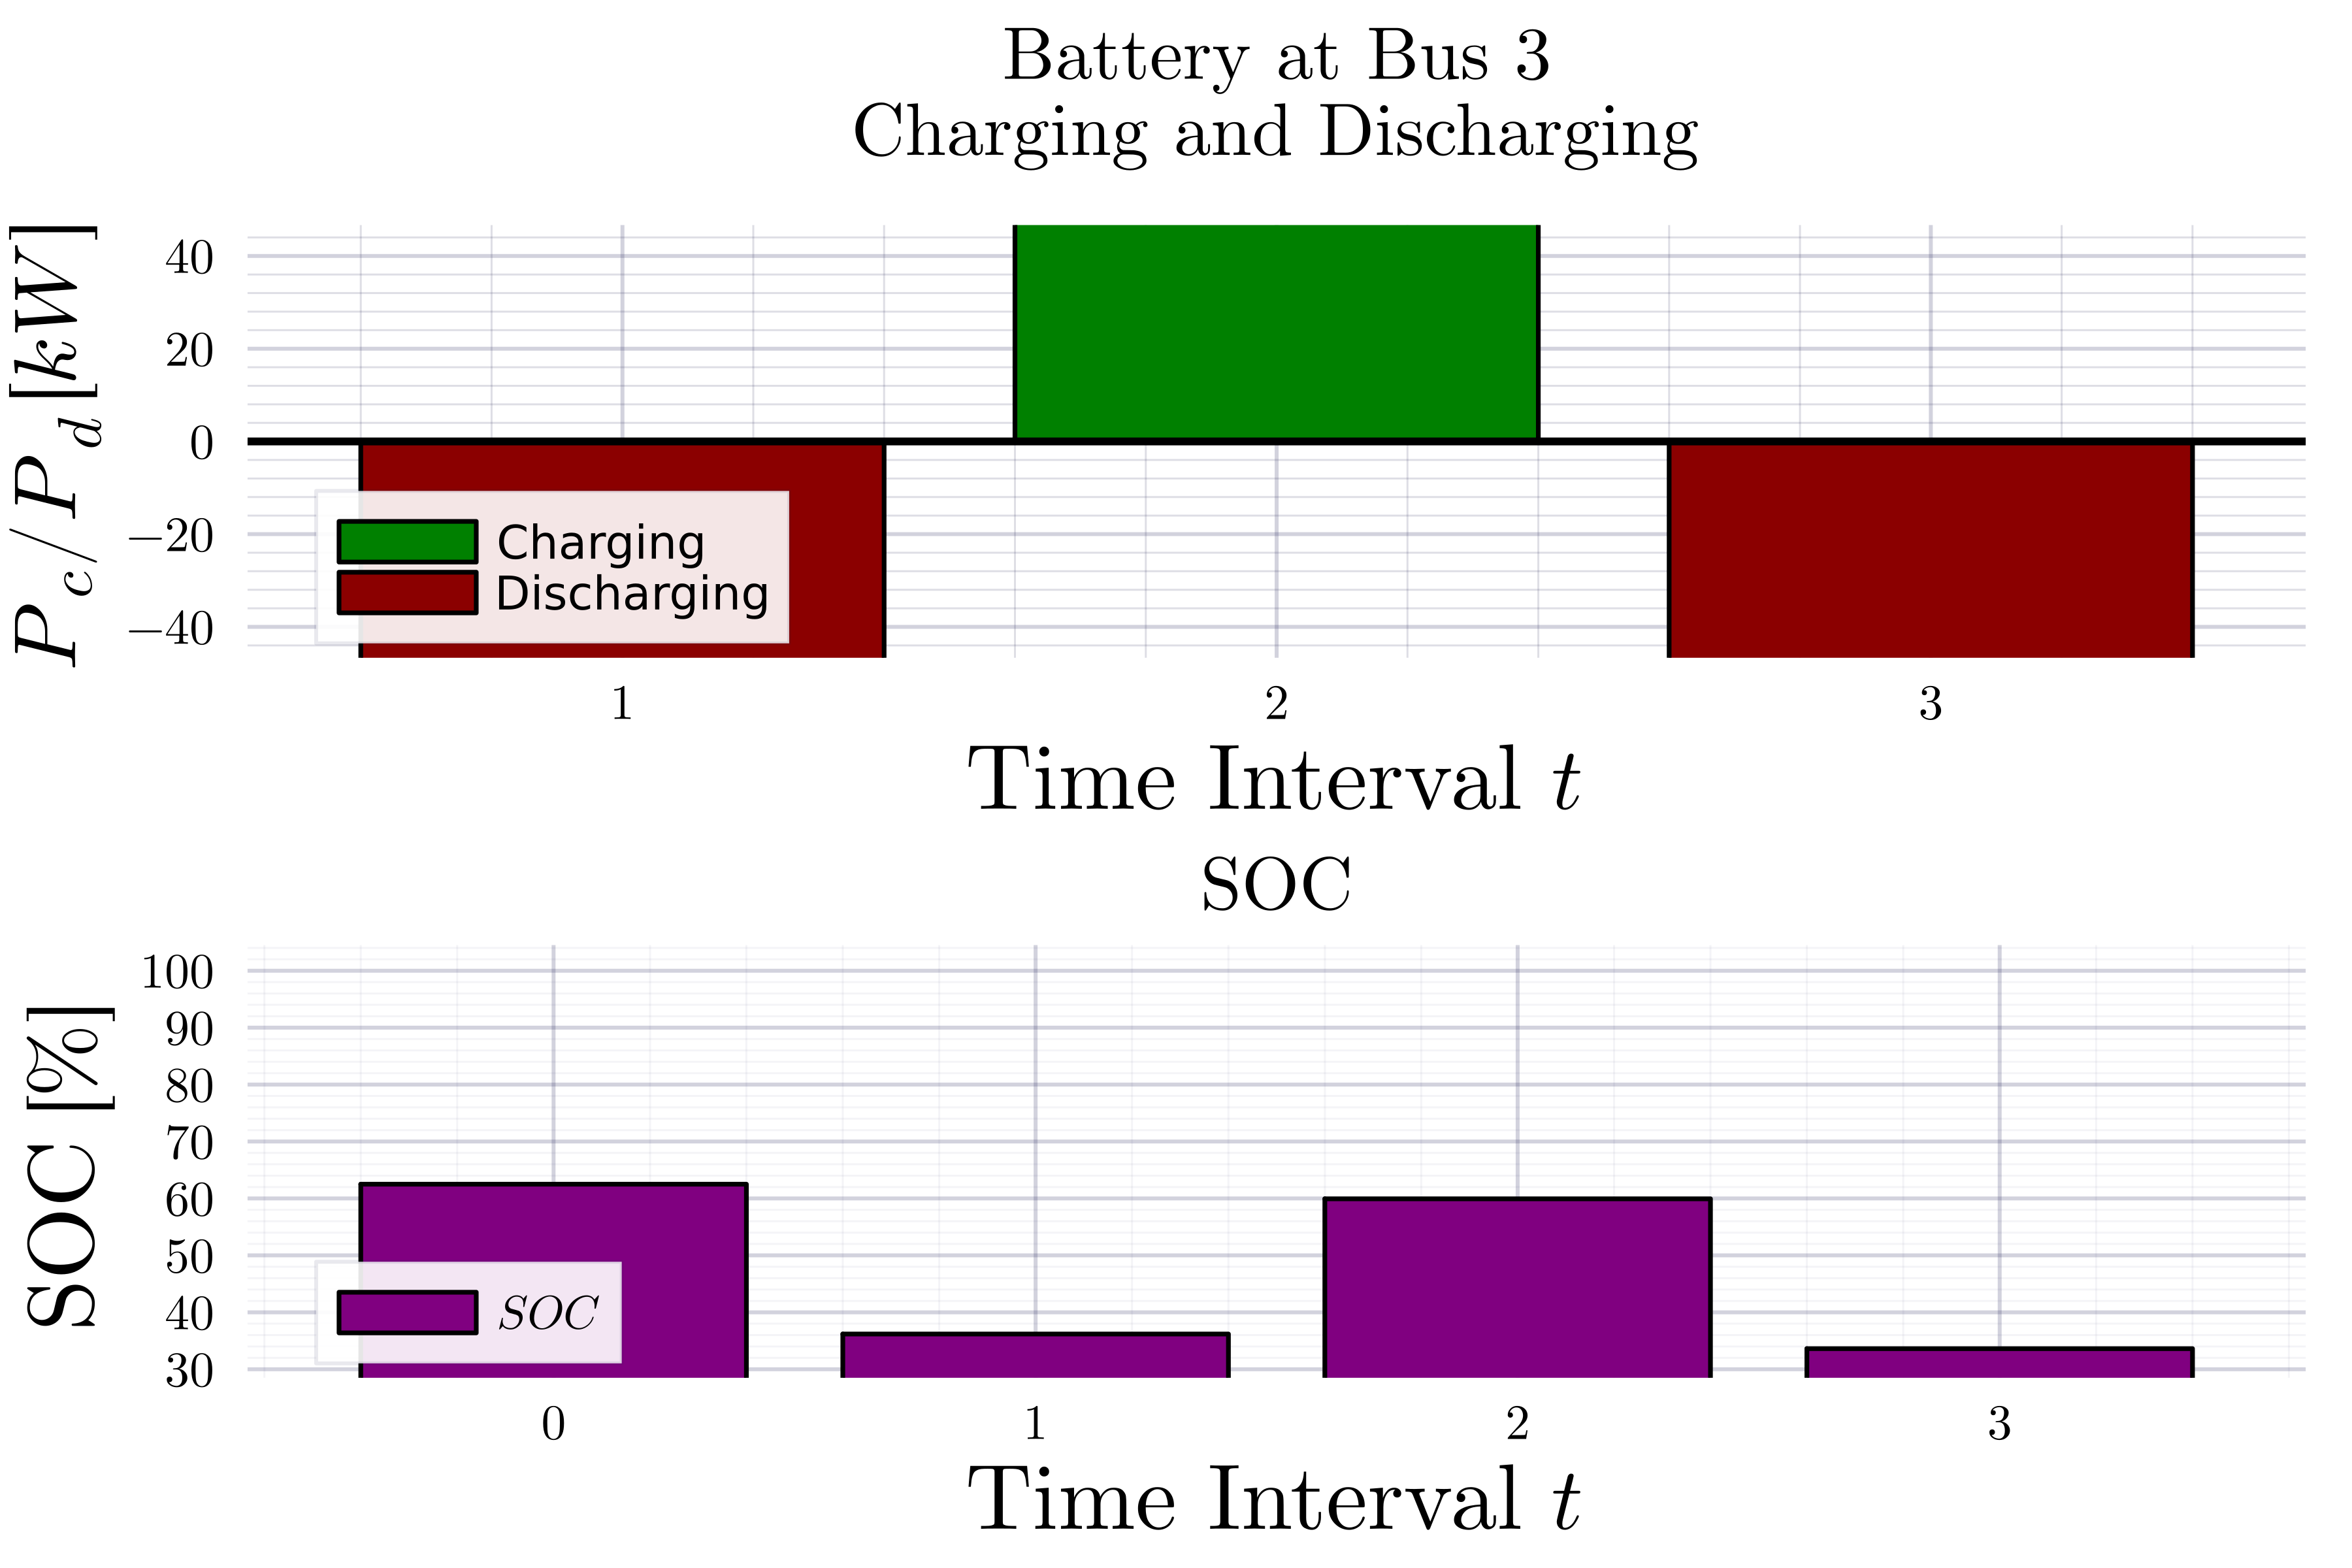 Battery at Bus 3
Charging and Discharging
P_c/P_d [kW]
40
20
0
−20
−40
Charging
Discharging
1 2 3
Time Interval t
SOC
SOC [%]
100
90
80
70
60
50
40
30
SOC
0 1 2 3
Time Interval t